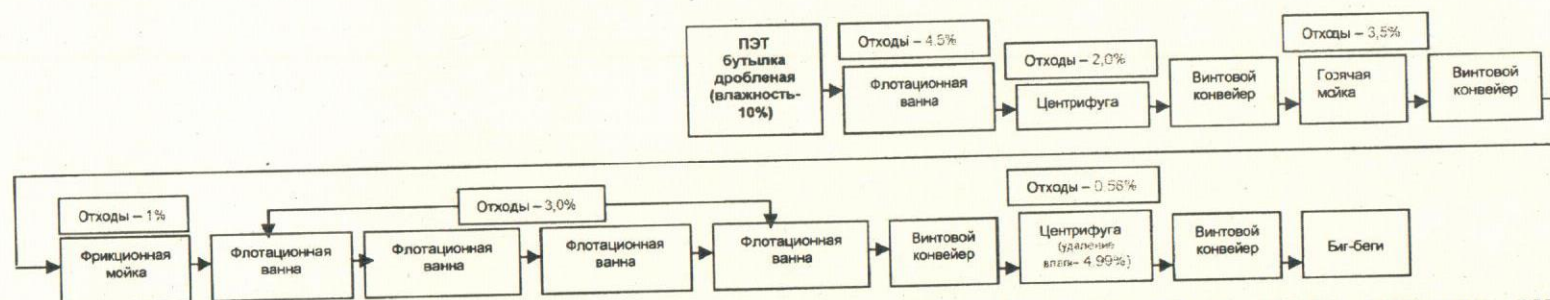 ПЭТ
бутылка
дробленая
(влажность-
10%)
Отходы – 4,5%
Флотационная
ванна
Отходы – 2,0%
Центрифуга
Винтовой
конвейер
Отходы – 3,5%
Горячая
мойка
Винтовой
конвейер
Отходы – 1%
Фрикционная
мойка
Отходы – 3,0%
Флотационная
ванна
Флотационная
ванна
Флотационная
ванна
Флотационная
ванна
Винтовой
конвейер
Отходы – 0,56%
Центрифуга
(удаление
влаги– 4,99%)
Винтовой
конвейер
Биг-беги